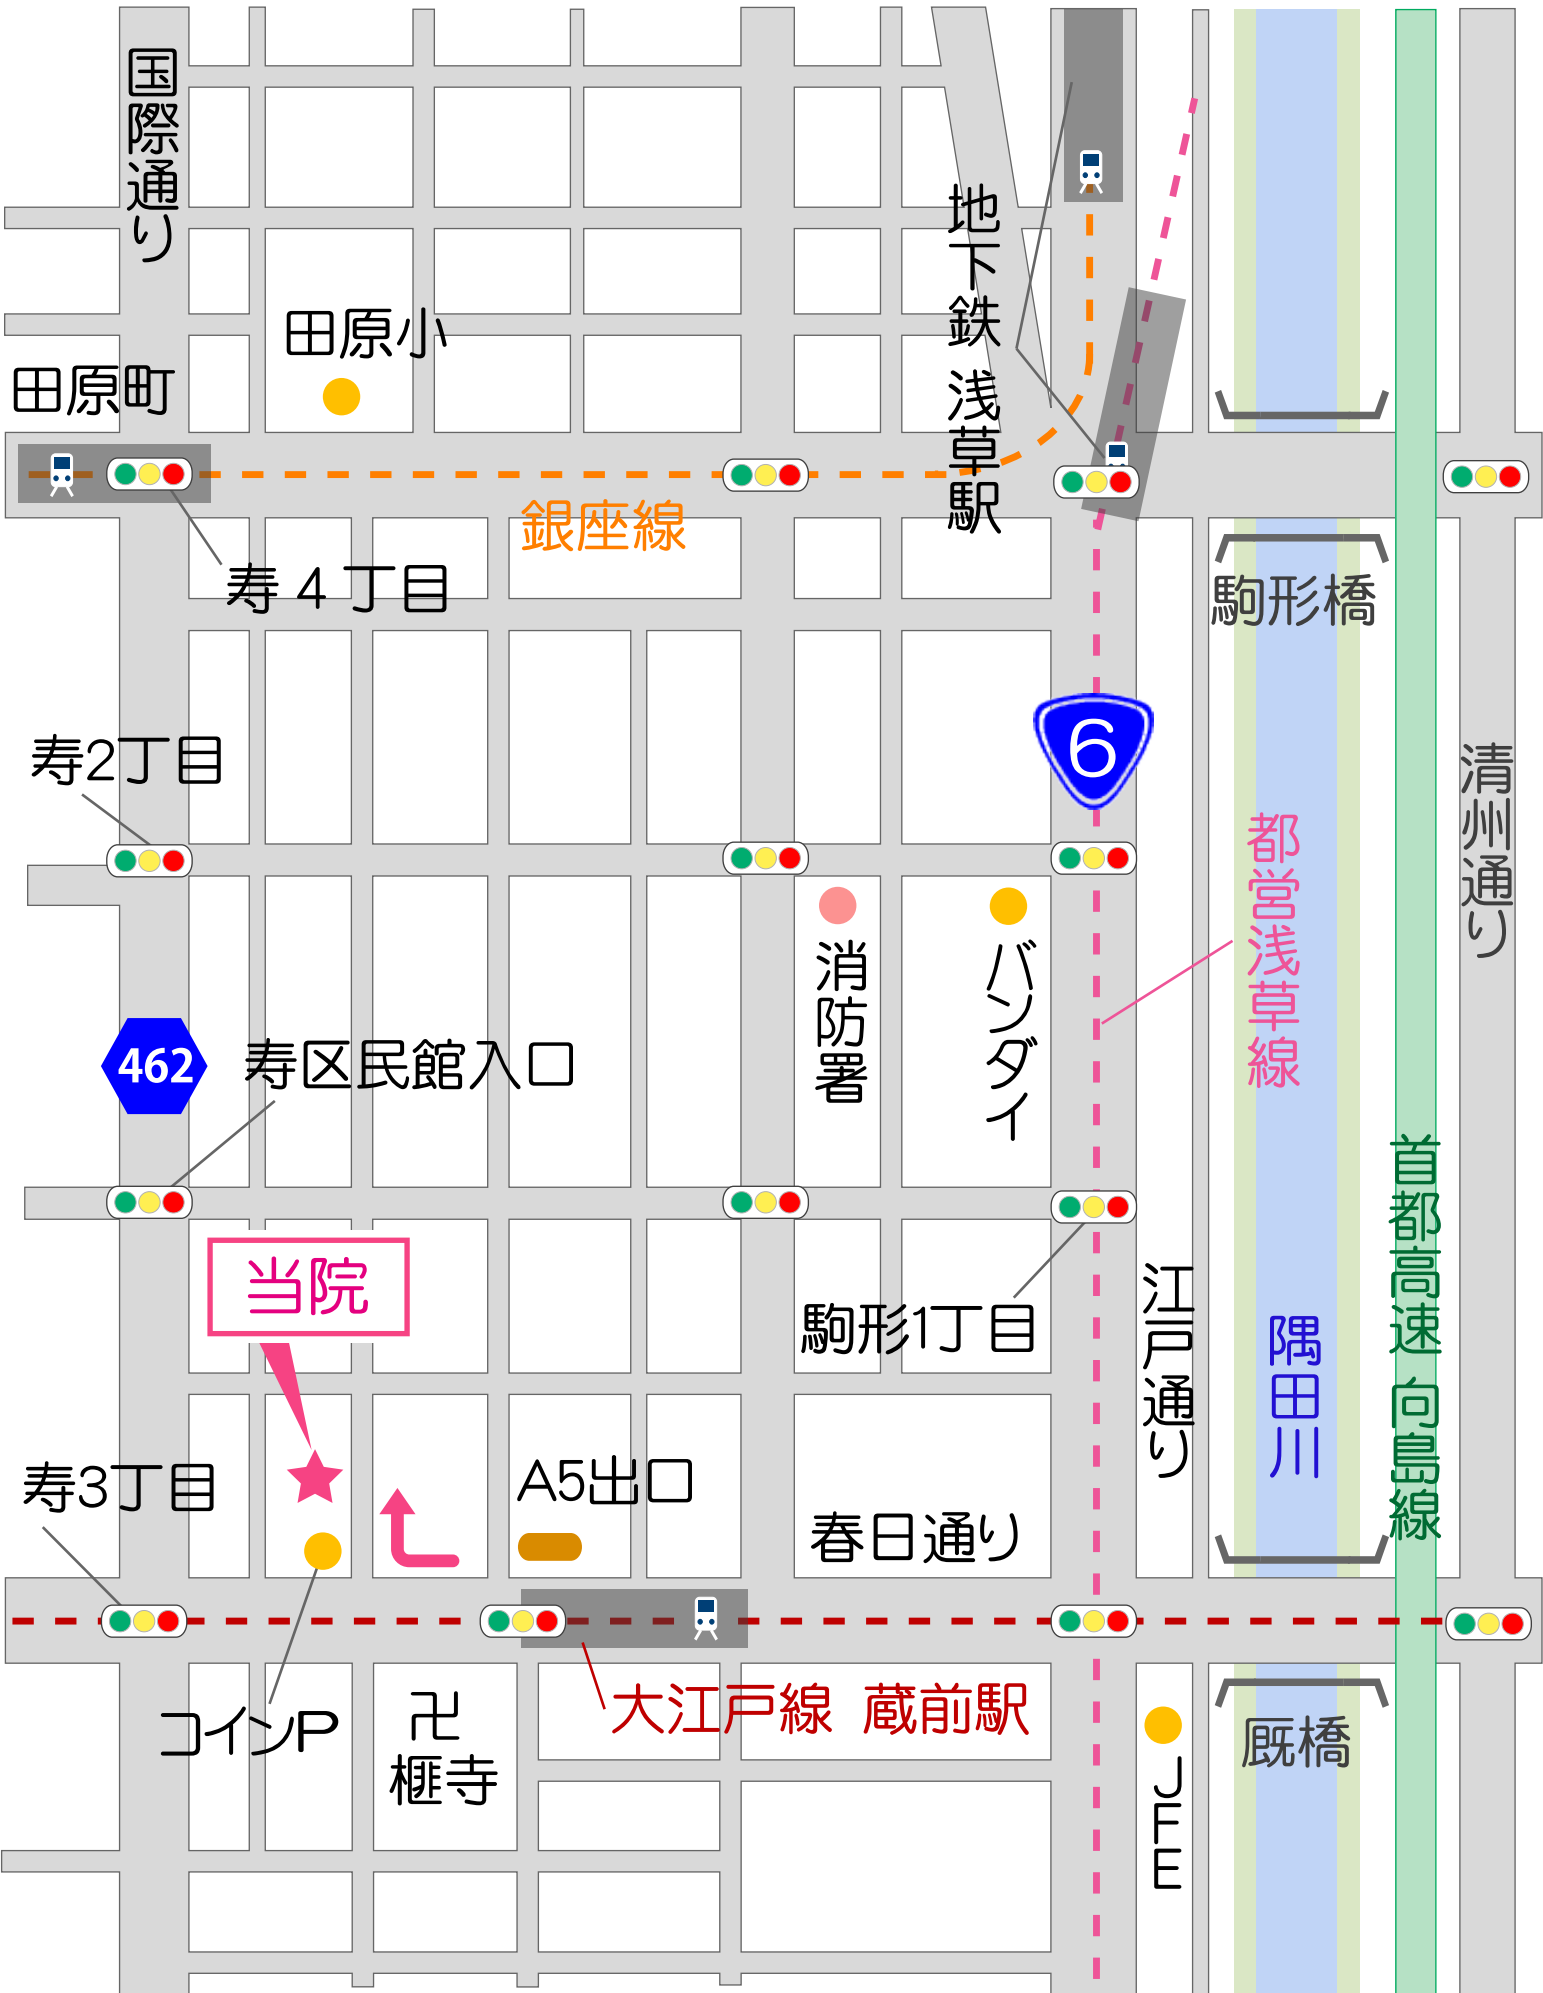 国際通り
田原小
田原町
地下鉄 浅草駅
銀座線
寿4丁目
駒形橋
寿2丁目
6
清州通り
都営浅草線
消防署
バンダイ
462
寿区民館入口
首都高速 向島線
当院
駒形1丁目
江戸通り
隅田川
寿3丁目
A5出口
春日通り
大江戸線 蔵前駅
コインP
卍
榧寺
厩橋
JFE